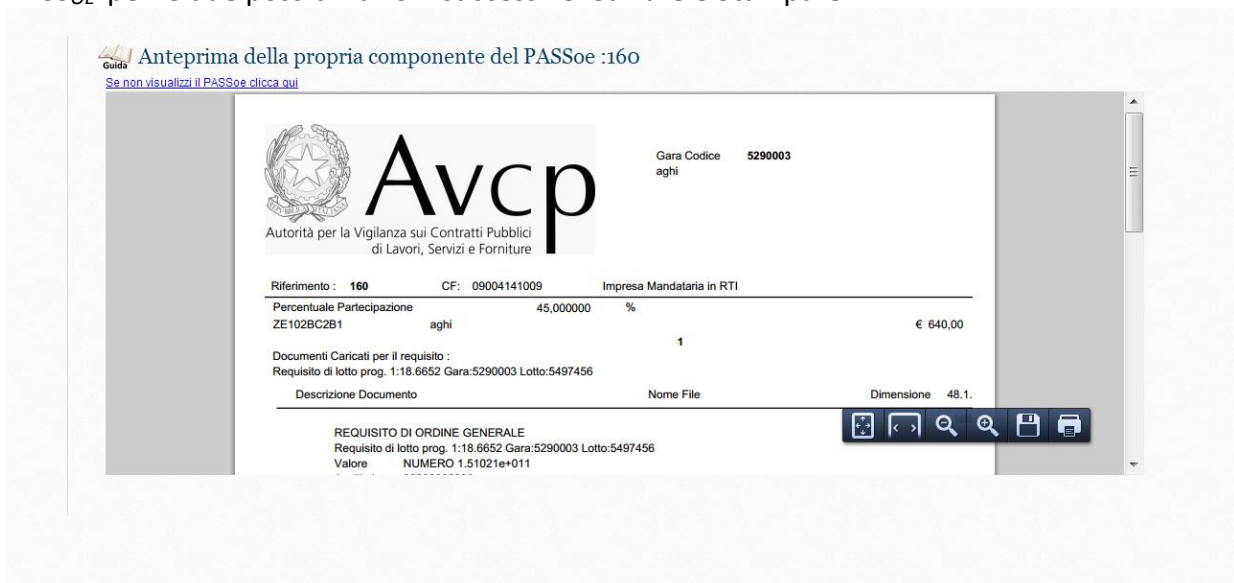 Guida Anteprima della propria componente del PASSoe :160
Se non visualizzi il PASSoe clicca qui
REPVBBLICA ITALIANA
Avcp
Autorità per la Vigilanza sui Contratti Pubblici
di Lavori, Servizi e Forniture
Gara Codice 5290003
aghi
Riferimento : 160 CF: 09004141009 Impresa Mandataria in RTI
Percentuale Partecipazione 45,000000 %
ZE102BC2B1 aghi € 640,00
1
Documenti Caricati per il requisito :
Requisito di lotto prog. 1:18.6652 Gara:5290003 Lotto:5497456
Descrizione Documento Nome File Dimensione 48.1.
REQUISITO DI ORDINE GENERALE
Requisito di lotto prog. 1:18.6652 Gara:5290003 Lotto:5497456
Valore NUMERO 1.51021e+011